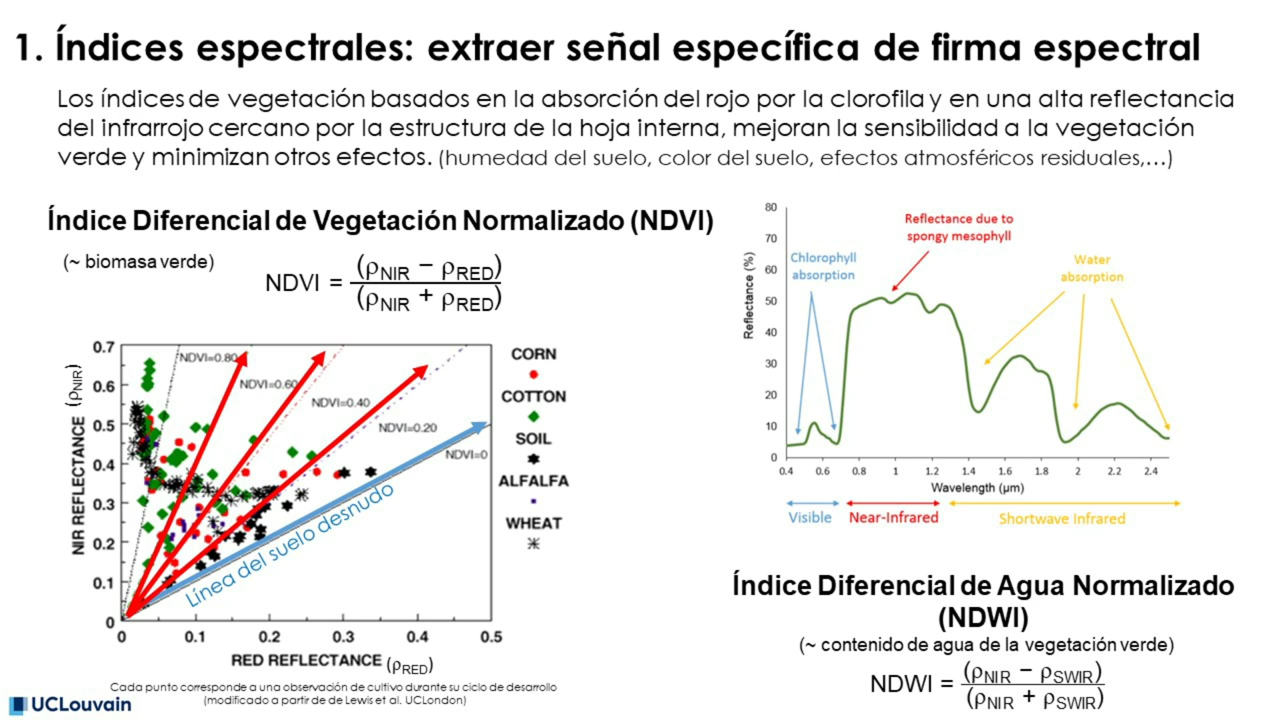 1. Índices espectrales: extraer señal específica de firma espectral
Los índices de vegetación basados en la absorción del rojo por la clorofila y en una alta reflectancia
del infrarrojo cercano por la estructura de la hoja interna, mejoran la sensibilidad a la vegetación
verde y minimizan otros efectos. (humedad del suelo, color del suelo, efectos atmosféricos residuales,...)
Índice Diferencial de Vegetación Normalizado (NDVI)
(~ biomasa verde)
NDVI = (ρNIR − ρRED) / (ρNIR + ρRED)
NIR REFLECTANCE (ρNIR)
0.7
0.6
0.5
0.4
0.3
0.2
0.1
0
NDVI=0.80
NDVI=0.60
NDVI=0.40
NDVI=0.20
NDVI=0
Línea del suelo desnudo
0 0.1 0.2 0.3 0.4 0.5
RED REFLECTANCE (ρRED)
CORN
COTTON
SOIL
ALFALFA
WHEAT
Cada punto corresponde a una observación de cultivo durante su ciclo de desarrollo
(modificado a partir de de Lewis et al. UCLondon)
UCLouvain
Reflectance (%)
80
70
60
50
40
30
20
10
0
Chlorophyll
absorption
Reflectance due to
spongy mesophyll
Water
absorption
0.4 0.6 0.8 1 1.2 1.4 1.6 1.8 2 2.2 2.4
Wavelength (µm)
Visible Near-Infrared Shortwave Infrared
Índice Diferencial de Agua Normalizado
(NDWI)
(~ contenido de agua de la vegetación verde)
NDWI = (ρNIR − ρSWIR) / (ρNIR + ρSWIR)